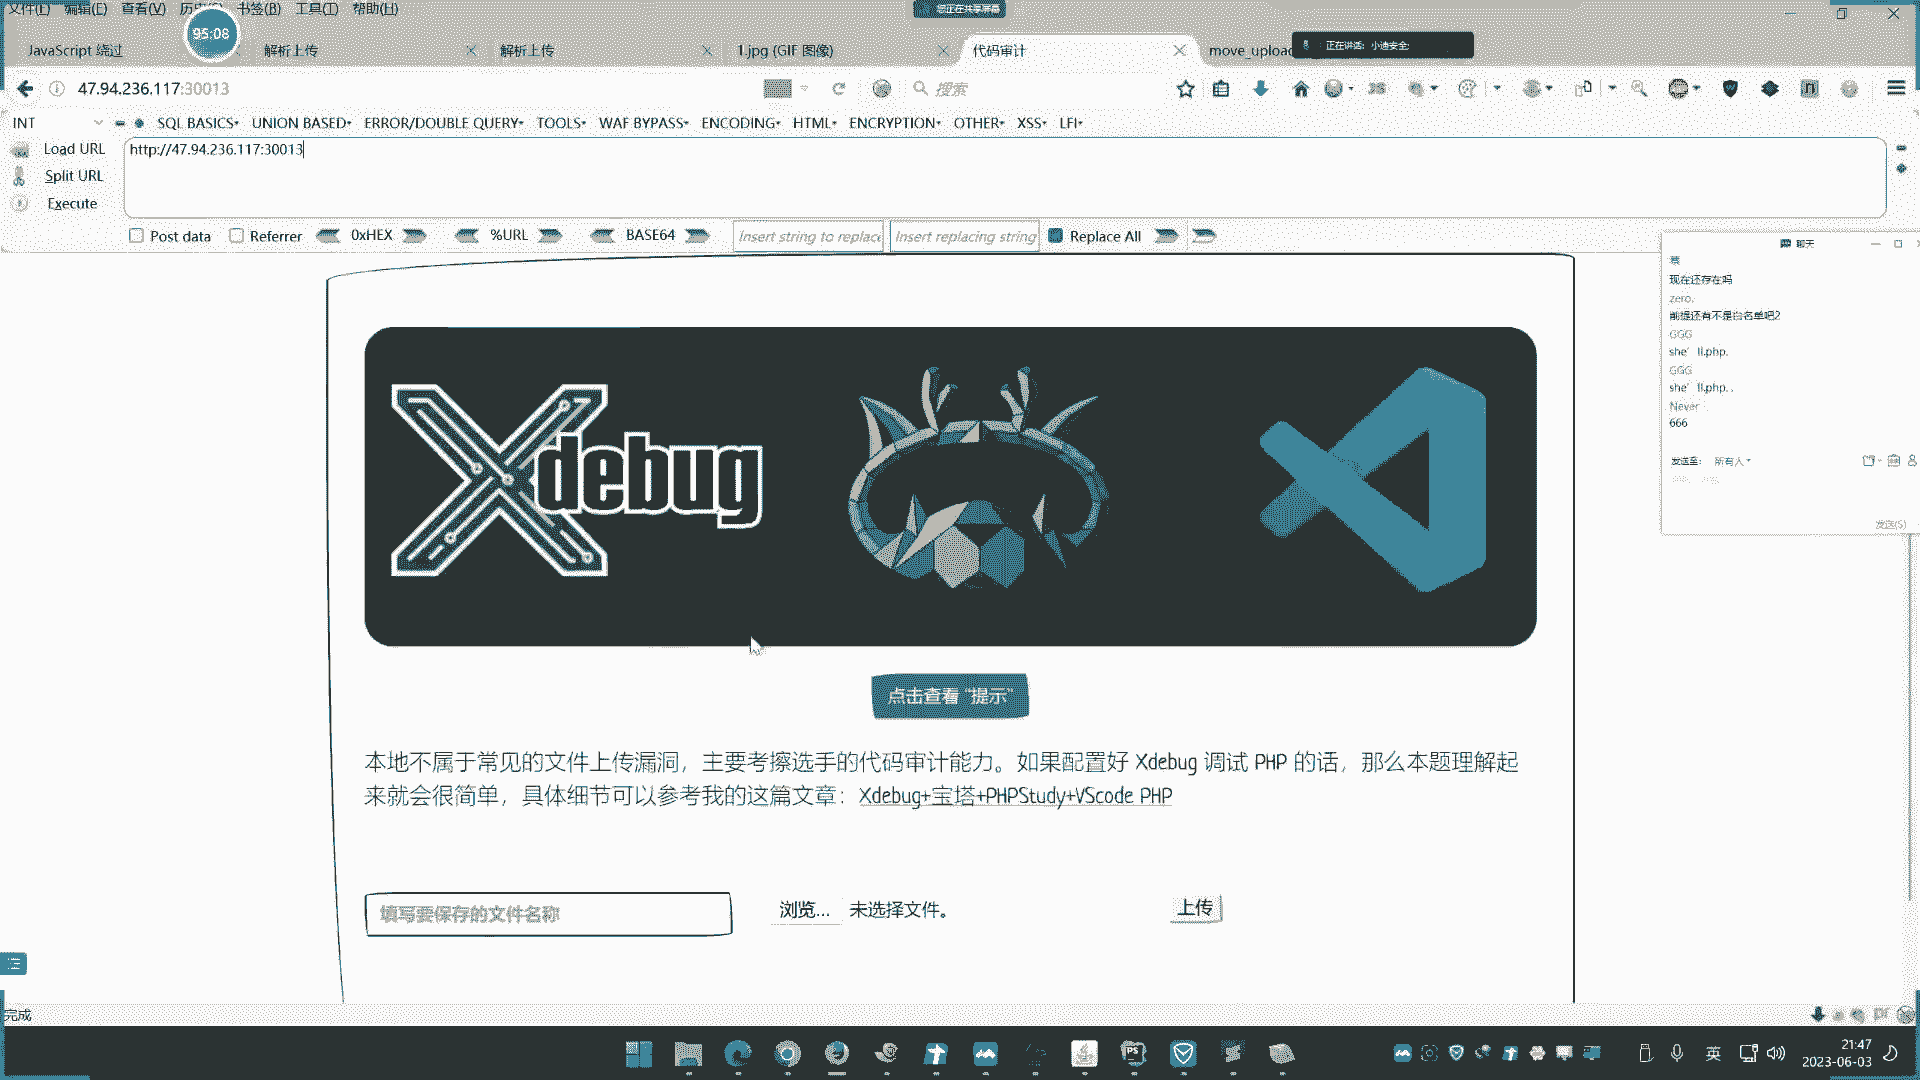 文件(F) 编辑(E) 查看(V) 历史(S) 书签(B) 工具(T) 帮助(H)
您正在共享屏幕
95:08
JavaScript 绕过
解析上传
解析上传
1.jpg (GIF 图像)
代码审计
move_upload
正在讲话: 小迪安全;
47.94.236.117:30013
搜索
INT
SQL BASICS
UNION BASED
ERROR/DOUBLE QUERY
TOOLS
WAF BYPASS
ENCODING
HTML
ENCRYPTION
OTHER
XSS
LFI
Load URL
http://47.94.236.117:30013
Split URL
Execute
Post data
Referrer
0xHEX
%URL
BASE64
Insert string to replace
Insert replacing string
Replace All
聊天
现在还存在吗
zero.
前提还有不是白名单吧2
GGG
she'll.php.
GGG
she'll.php. .
Never
666
发送至: 所有人
发送(S)
Xdebug
点击查看 "提示"
本地不属于常见的文件上传漏洞，主要考擦选手的代码审计能力。如果配置好 Xdebug 调试 PHP 的话，那么本题理解起
来就会很简单，具体细节可以参考我的这篇文章：Xdebug+宝塔+PHPStudy+VScode PHP
填写要保存的文件名称
浏览... 未选择文件。
上传
完成
英
21:47
2023-06-03